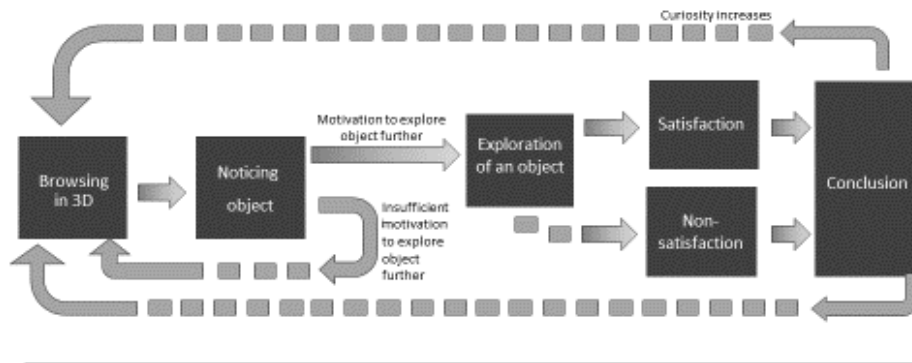 Curiosity increases
Browsing
in 3D
Noticing
object
Motivation to explore
object further
Insufficient
motivation
to explore
object
further
Exploration
of an object
Satisfaction
Non-
satisfaction
Conclusion